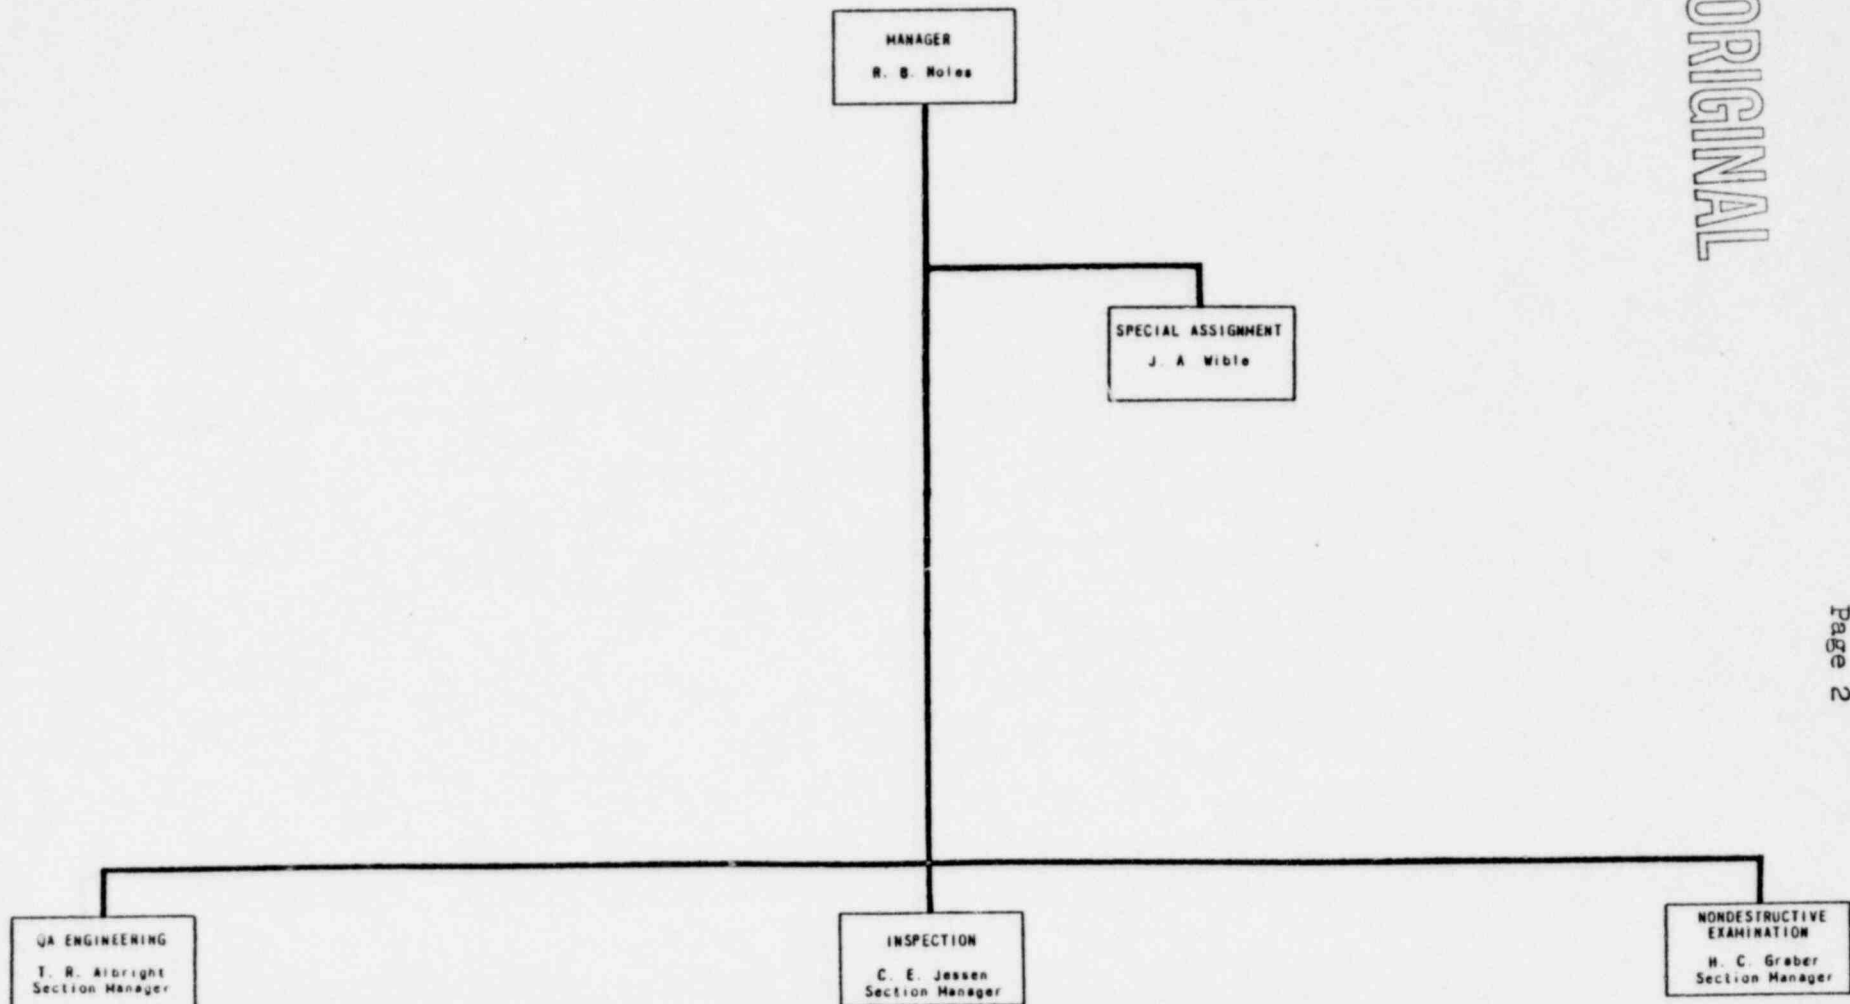 MANAGER
R. B. Noles
ORIGINAL
SPECIAL ASSIGNMENT
J. A Wible
Page 2
QA ENGINEERING
T. R. Albright
Section Manager
INSPECTION
C. E. Jessen
Section Manager
NONDESTRUCTIVE
EXAMINATION
H. C. Graber
Section Manager